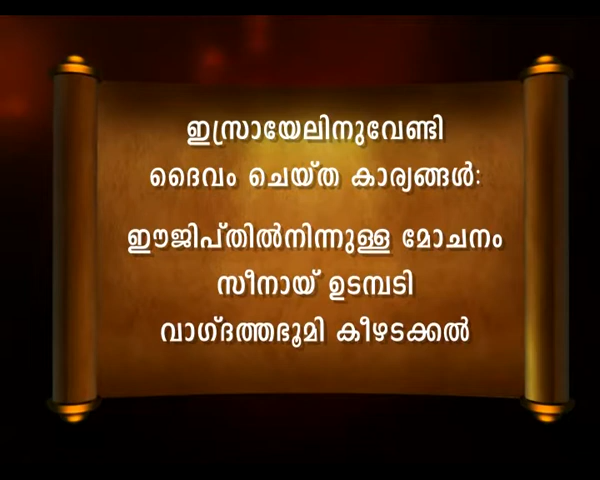 ഇസ്രായേലിനുവേണ്ടി
ദൈവം ചെയ്ത കാര്യങ്ങൾ:
ഈജിപ്തിൽനിന്നുള്ള മോചനം
സീനായ് ഉടമ്പടി
വാഗ്ദത്തഭൂമി കീഴടക്കൽ